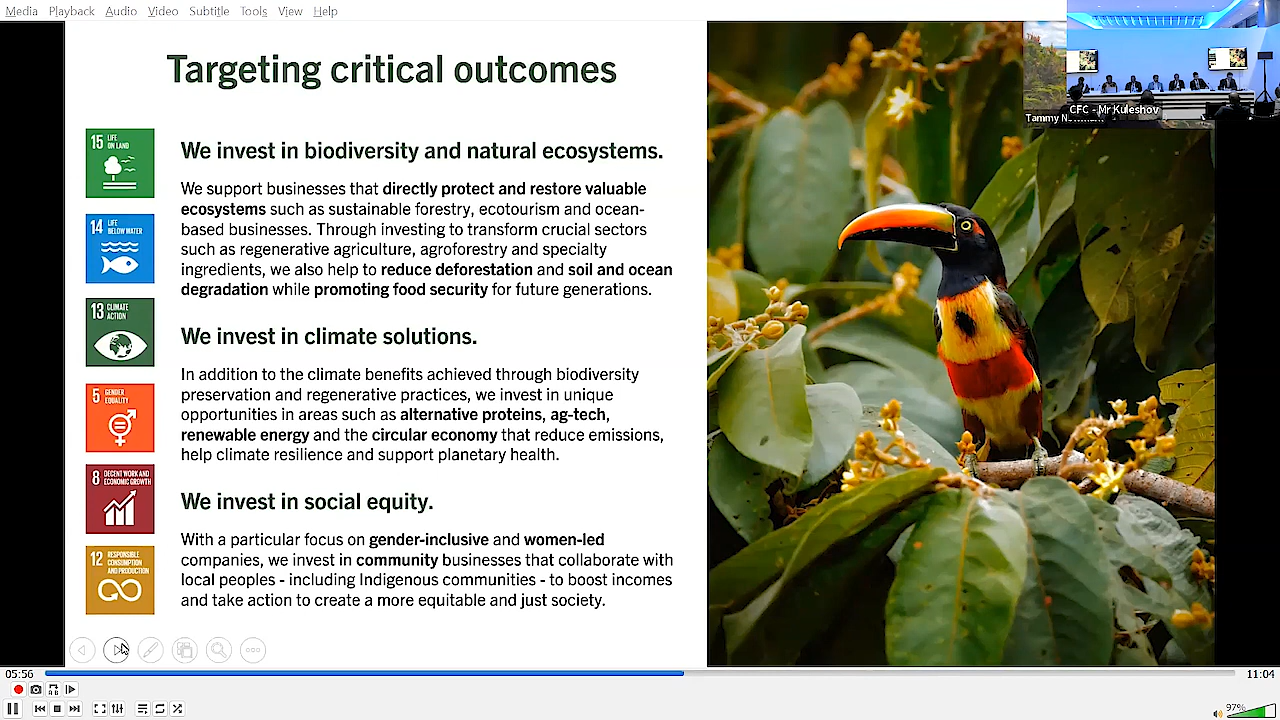 Media Playback Audio Video Subtitle Tools View Help
CFC - Mr Kuleshov
Targeting critical outcomes
15 LIFE
ON LAND
We invest in biodiversity and natural ecosystems.
We support businesses that directly protect and restore valuable
ecosystems such as sustainable forestry, ecotourism and ocean-
based businesses. Through investing to transform crucial sectors
such as regenerative agriculture, agroforestry and specialty
ingredients, we also help to reduce deforestation and soil and ocean
degradation while promoting food security for future generations.
14 LIFE
BELOW WATER
13 CLIMATE
ACTION
We invest in climate solutions.
In addition to the climate benefits achieved through biodiversity
preservation and regenerative practices, we invest in unique
opportunities in areas such as alternative proteins, ag-tech,
renewable energy and the circular economy that reduce emissions,
help climate resilience and support planetary health.
5 GENDER
EQUALITY
8 DECENT WORK AND
ECONOMIC GROWTH
We invest in social equity.
With a particular focus on gender-inclusive and women-led
companies, we invest in community businesses that collaborate with
local peoples - including Indigenous communities - to boost incomes
and take action to create a more equitable and just society.
12 RESPONSIBLE
CONSUMPTION
AND PRODUCTION
Tammy
05:56
11:04
97%